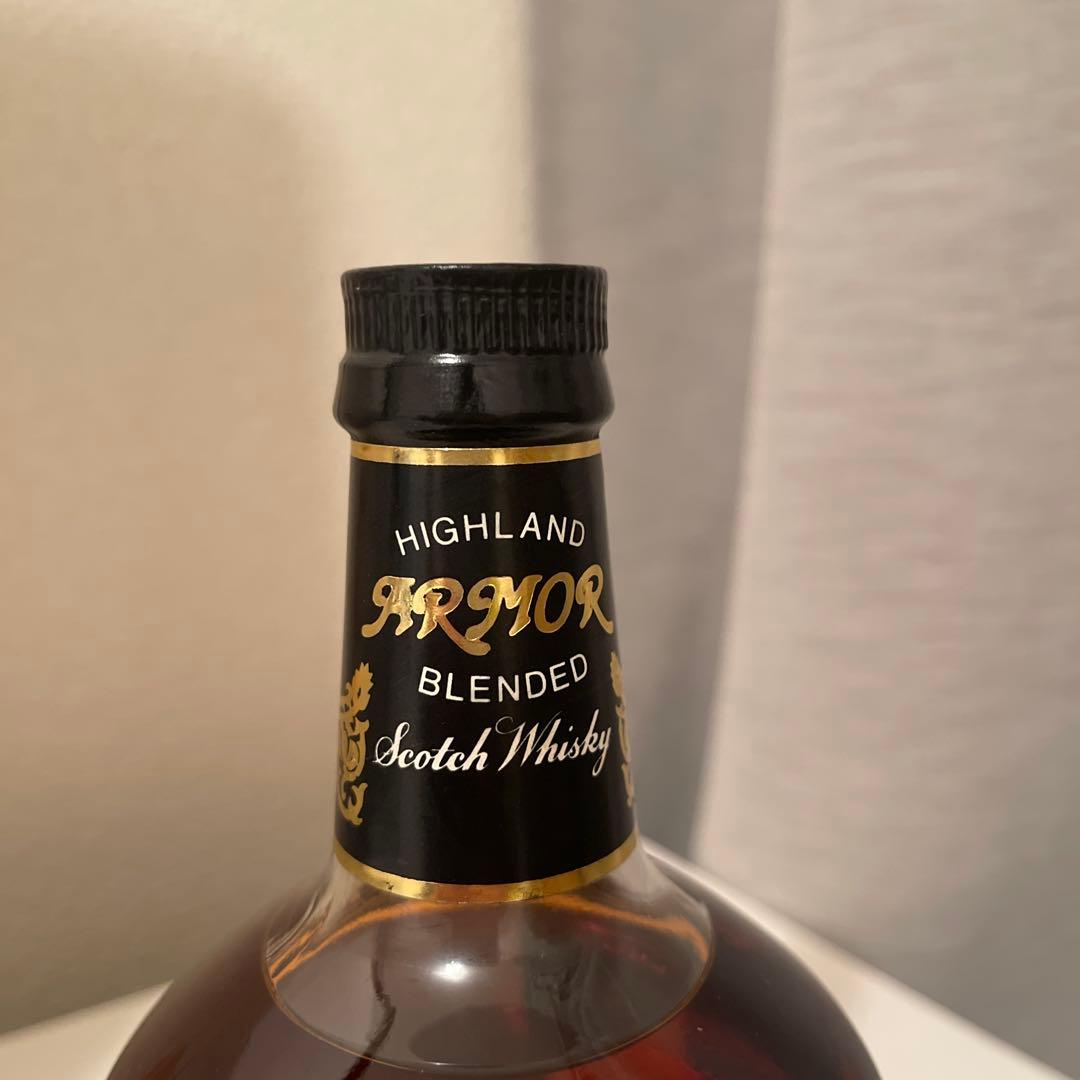 HIGHLAND
ARMOR
BLENDED
Scotch Whisky